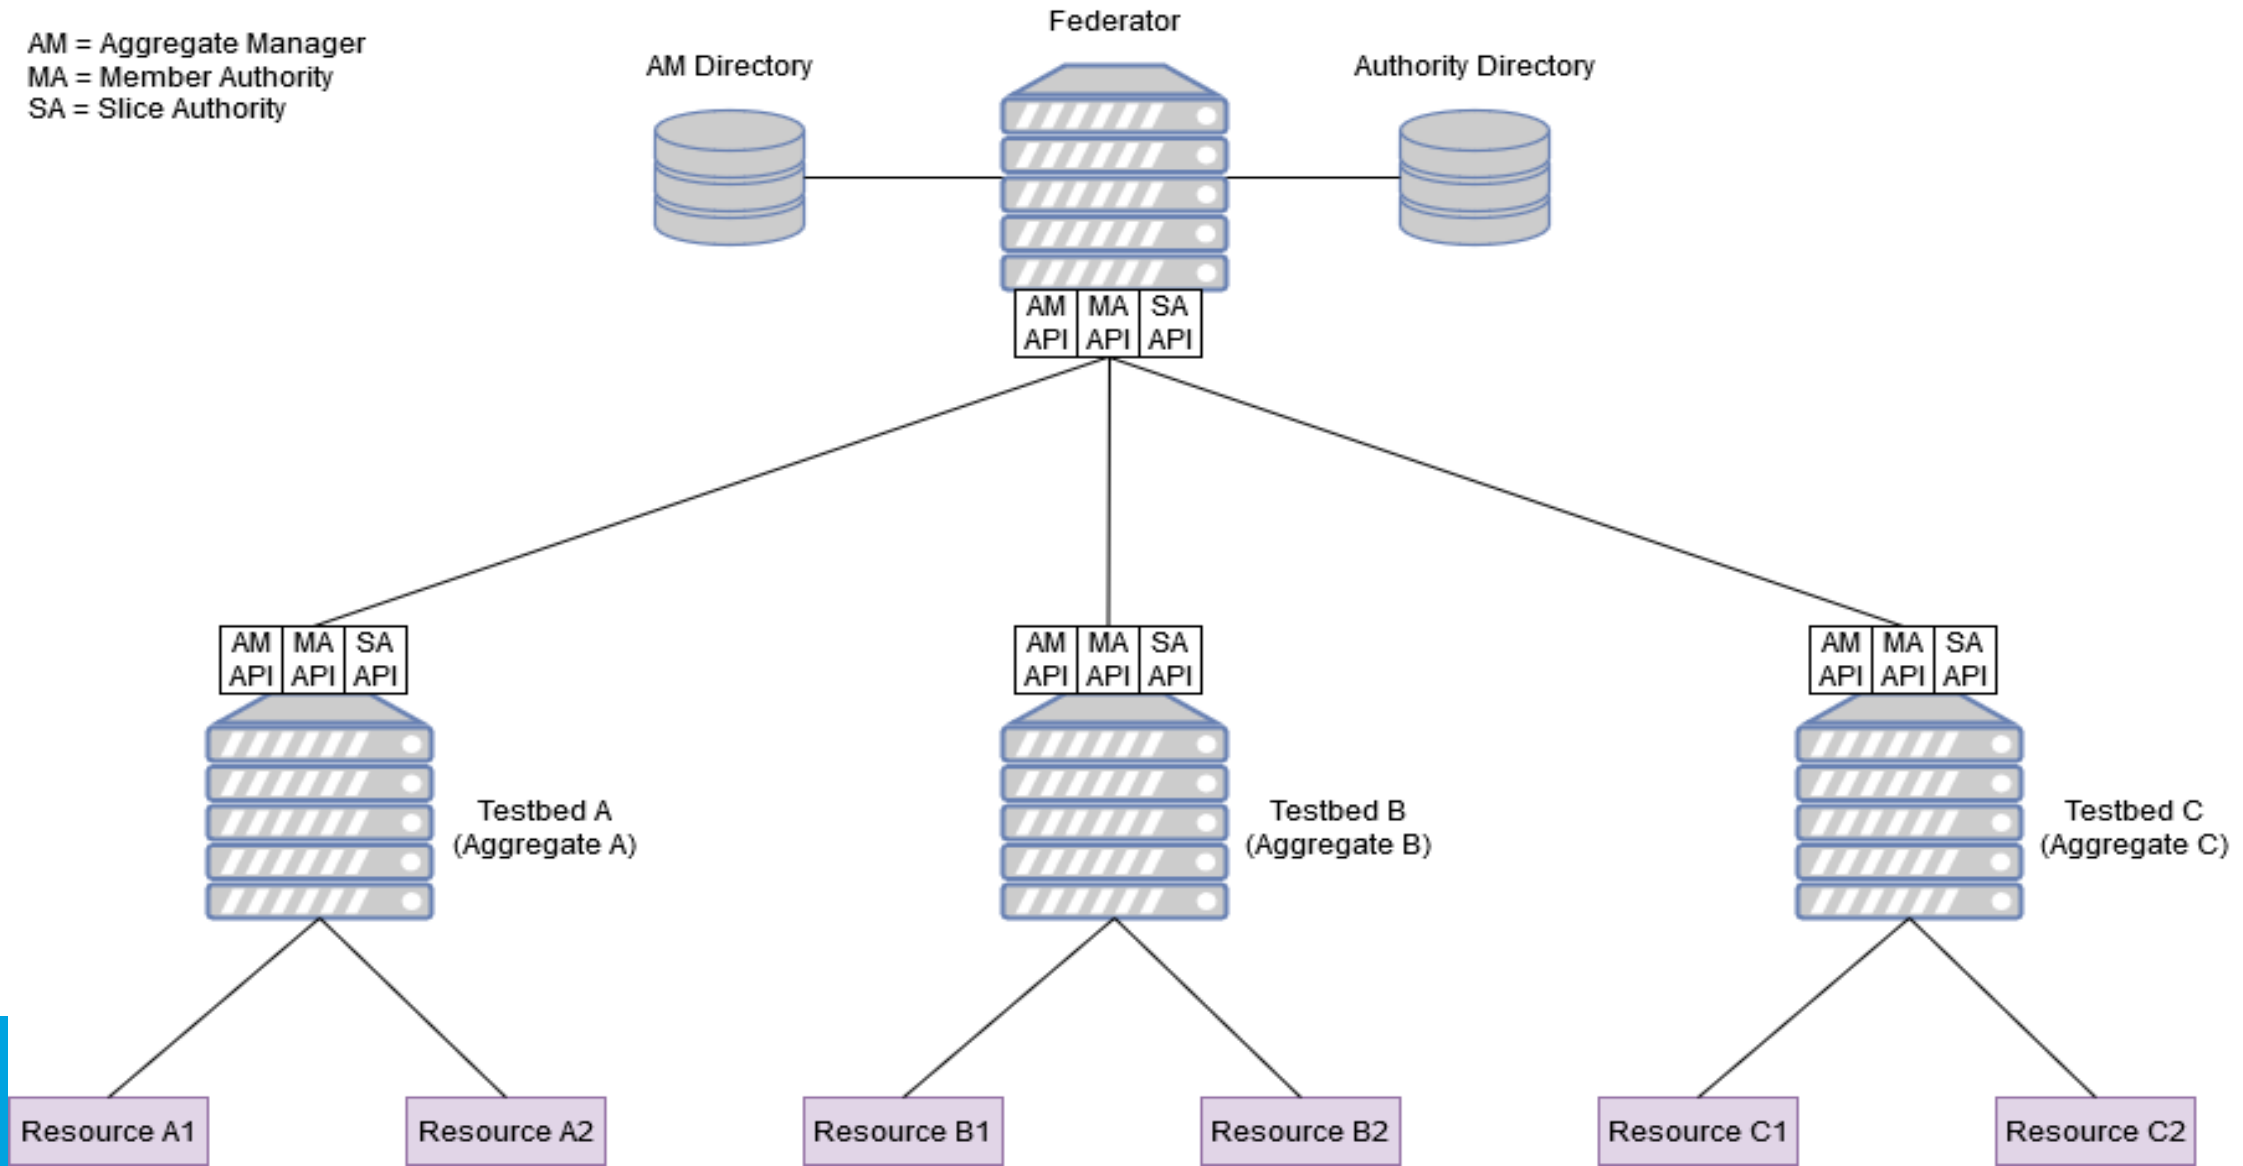 AM = Aggregate Manager
MA = Member Authority
SA = Slice Authority
Federator
AM Directory
Authority Directory
AM MA SA
API API API
AM MA SA
API API API
AM MA SA
API API API
AM MA SA
API API API
Testbed A
(Aggregate A)
Testbed B
(Aggregate B)
Testbed C
(Aggregate C)
Resource A1
Resource A2
Resource B1
Resource B2
Resource C1
Resource C2